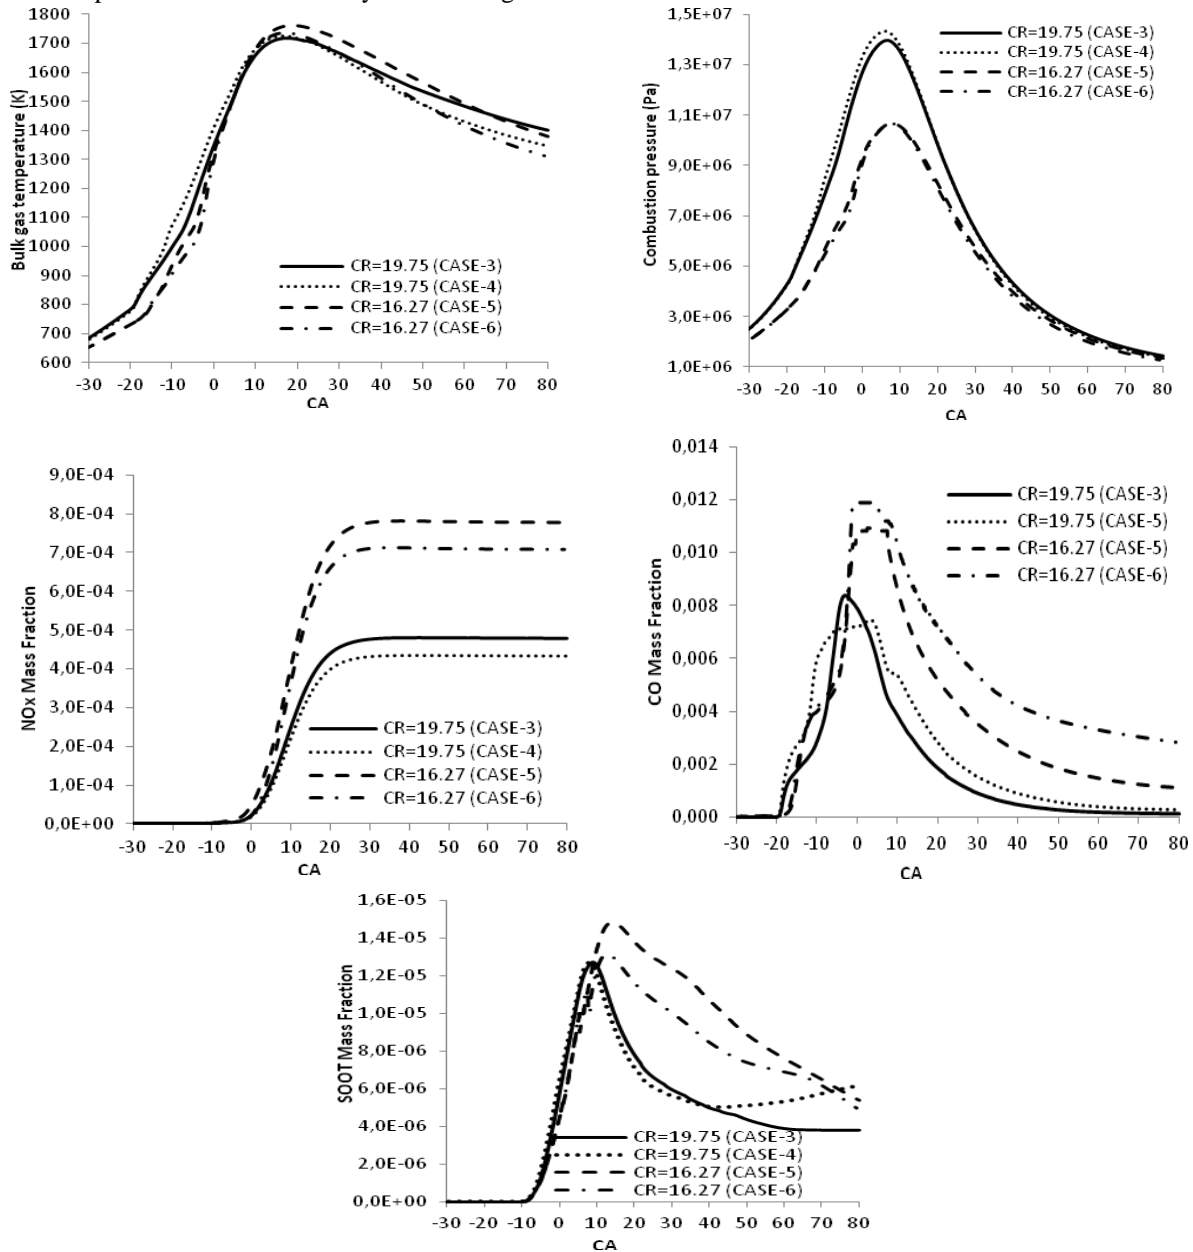 1800
1700
1600
1500
1400
1300
1200
1100
1000
900
800
700
600
Bulk gas temperature (K)
CR=19.75 (CASE-3)
CR=19.75 (CASE-4)
CR=16.27 (CASE-5)
CR=16.27 (CASE-6)
-30 -20 -10 0 10 20 30 40 50 60 70 80
CA
1,5E+07
1,3E+07
1,1E+07
9,0E+06
7,0E+06
5,0E+06
3,0E+06
1,0E+06
Combustion pressure (Pa)
CR=19.75 (CASE-3)
CR=19.75 (CASE-4)
CR=16.27 (CASE-5)
CR=16.27 (CASE-6)
-30 -20 -10 0 10 20 30 40 50 60 70 80
CA
9,0E-04
8,0E-04
7,0E-04
6,0E-04
5,0E-04
4,0E-04
3,0E-04
2,0E-04
1,0E-04
0,0E+00
NOx Mass Fraction
CR=19.75 (CASE-3)
CR=19.75 (CASE-4)
CR=16.27 (CASE-5)
CR=16.27 (CASE-6)
-30 -20 -10 0 10 20 30 40 50 60 70 80
CA
0,014
0,012
0,010
0,008
0,006
0,004
0,002
0,000
CO Mass Fraction
CR=19.75 (CASE-3)
CR=19.75 (CASE-5)
CR=16.27 (CASE-5)
CR=16.27 (CASE-6)
-30 -20 -10 0 10 20 30 40 50 60 70 80
CA
1,6E-05
1,4E-05
1,2E-05
1,0E-05
8,0E-06
6,0E-06
4,0E-06
2,0E-06
0,0E+00
SOOT Mass Fraction
CR=19.75 (CASE-3)
CR=19.75 (CASE-4)
CR=16.27 (CASE-5)
CR=16.27 (CASE-6)
-30 -20 -10 0 10 20 30 40 50 60 70 80
CA